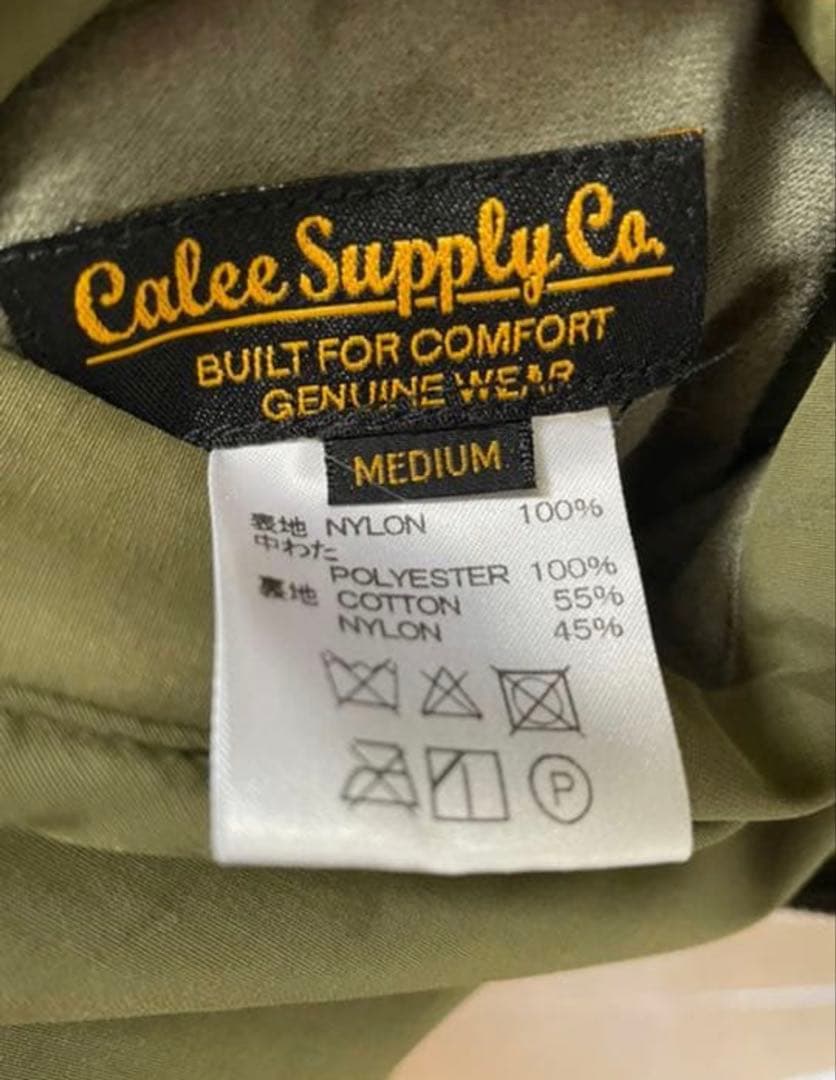 Calee Supply Co.
BUILT FOR COMFORT
GENUINE WEAR
MEDIUM
表地 NYLON 100%
中わた
POLYESTER 100%
裏地 COTTON 55%
NYLON 45%
P